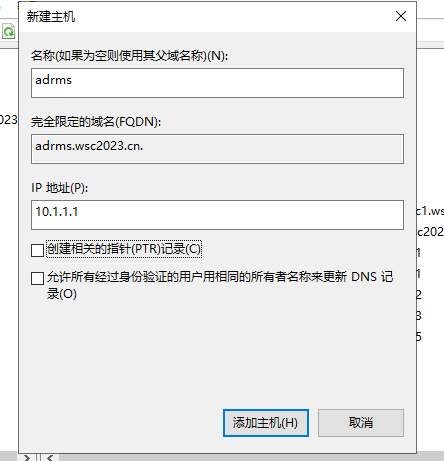 新建主机
名称(如果为空则使用其父域名称)(N):
adrms
完全限定的域名(FQDN):
adrms.wsc2023.cn.
IP 地址(P):
10.1.1.1
创建相关的指针(PTR)记录(C)
允许所有经过身份验证的用户用相同的所有者名称来更新 DNS 记
录(O)
添加主机(H)
取消
023
c1.ws
c202
1
1
2
3
5